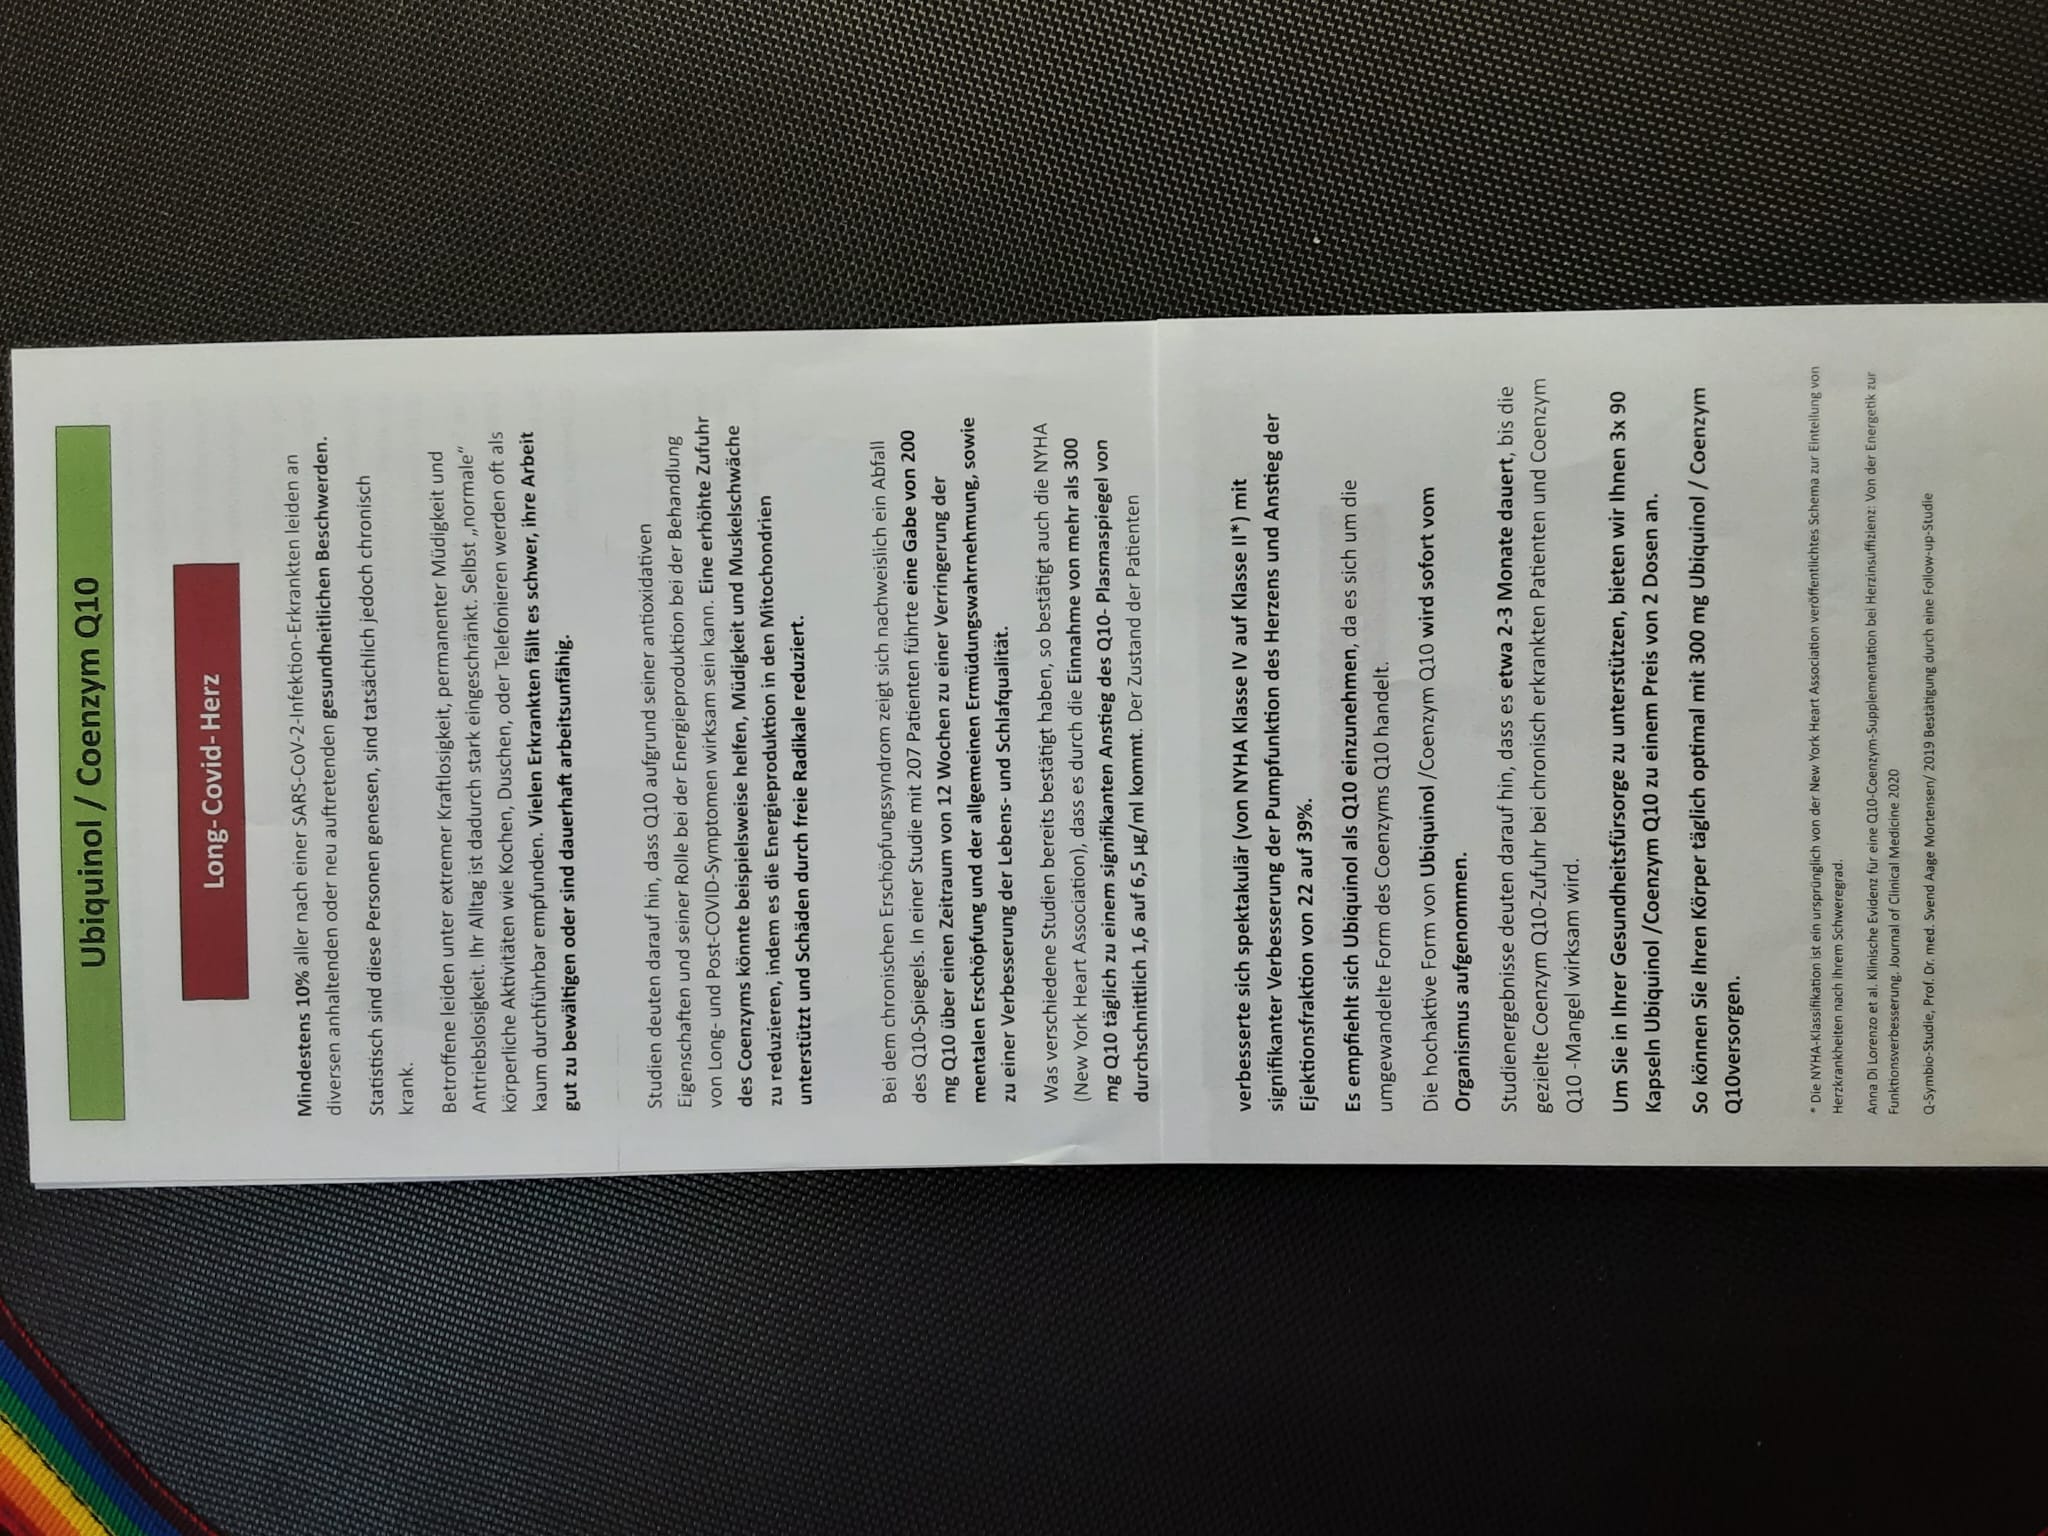 Ubiquinol / Coenzym Q10
Long-Covid-Herz
Mindestens 10% aller nach einer SARS-CoV-2-Infektion-Erkrankten leiden an
diversen anhaltenden oder neu auftretenden gesundheitlichen Beschwerden.
Statistisch sind diese Personen genesen, sind tatsächlich jedoch chronisch
krank.
Betroffene leiden unter extremer Kraftlosigkeit, permanenter Müdigkeit und
Antriebslosigkeit. Ihr Alltag ist dadurch stark eingeschränkt. Selbst „normale“
körperliche Aktivitäten wie Kochen, Duschen, oder Telefonieren werden oft als
kaum durchführbar empfunden. Vielen Erkrankten fällt es schwer, ihre Arbeit
gut zu bewältigen oder sind dauerhaft arbeitsunfähig.
Studien deuten darauf hin, dass Q10 aufgrund seiner antioxidativen
Eigenschaften und seiner Rolle bei der Energieproduktion bei der Behandlung
von Long- und Post-COVID-Symptomen wirksam sein kann. Eine erhöhte Zufuhr
des Coenzyms könnte beispielsweise helfen, Müdigkeit und Muskelschwäche
zu reduzieren, indem es die Energieproduktion in den Mitochondrien
unterstützt und Schäden durch freie Radikale reduziert.
Bei dem chronischen Erschöpfungssyndrom zeigt sich nachweislich ein Abfall
des Q10-Spiegels. In einer Studie mit 207 Patienten führte eine Gabe von 200
mg Q10 über einen Zeitraum von 12 Wochen zu einer Verringerung der
mentalen Erschöpfung und der allgemeinen Ermüdungswahrnehmung, sowie
zu einer Verbesserung der Lebens- und Schlafqualität.
Was verschiedene Studien bereits bestätigt haben, so bestätigt auch die NYHA
(New York Heart Association), dass es durch die Einnahme von mehr als 300
mg Q10 täglich zu einem signifikanten Anstieg des Q10- Plasmaspiegel von
durchschnittlich 1,6 auf 6,5 µg/ml kommt. Der Zustand der Patienten
verbesserte sich spektakulär (von NYHA Klasse IV auf Klasse II*) mit
signifikanter Verbesserung der Pumpfunktion des Herzens und Anstieg der
Ejektionsfraktion von 22 auf 39%.
Es empfiehlt sich Ubiquinol als Q10 einzunehmen, da es sich um die
umgewandelte Form des Coenzyms Q10 handelt.
Die hochaktive Form von Ubiquinol /Coenzym Q10 wird sofort vom
Organismus aufgenommen.
Studienergebnisse deuten darauf hin, dass es etwa 2-3 Monate dauert, bis die
gezielte Coenzym Q10-Zufuhr bei chronisch erkrankten Patienten und Coenzym
Q10 -Mangel wirksam wird.
Um Sie in Ihrer Gesundheitsfürsorge zu unterstützen, bieten wir Ihnen 3x 90
Kapseln Ubiquinol /Coenzym Q10 zu einem Preis von 2 Dosen an.
So können Sie Ihren Körper täglich optimal mit 300 mg Ubiquinol / Coenzym
Q10versorgen.
* Die NYHA-Klassifikation ist ein ursprünglich von der New York Heart Association veröffentlichtes Schema zur Einteilung von
Herzkrankheiten nach ihrem Schweregrad.
Anna Di Lorenzo et al. Klinische Evidenz für eine Q10-Coenzym-Supplementation bei Herzinsuffizienz: Von der Energetik zur
Funktionsverbesserung. Journal of Clinical Medicine 2020
Q-Symbio-Studie, Prof. Dr. med. Svend Aage Mortensen/ 2019 Bestätigung durch eine Follow-up-Studie